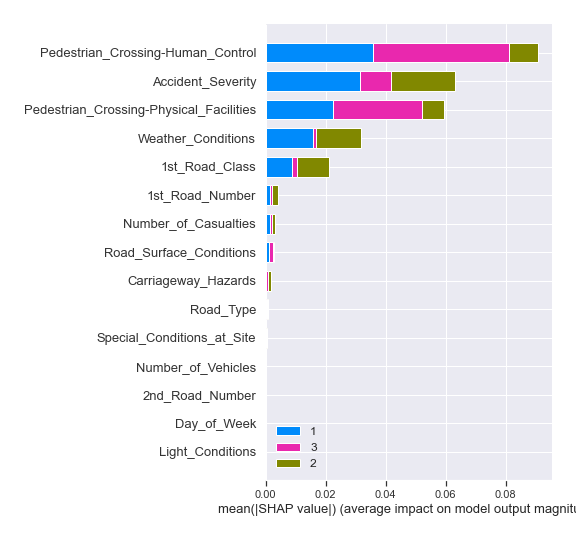 Pedestrian_Crossing-Human_Control
Accident_Severity
Pedestrian_Crossing-Physical_Facilities
Weather_Conditions
1st_Road_Class
1st_Road_Number
Number_of_Casualties
Road_Surface_Conditions
Carriageway_Hazards
Road_Type
Special_Conditions_at_Site
Number_of_Vehicles
2nd_Road_Number
Day_of_Week
Light_Conditions
1
3
2
0.00 0.02 0.04 0.06 0.08
mean(|SHAP value|) (average impact on model output magnitu